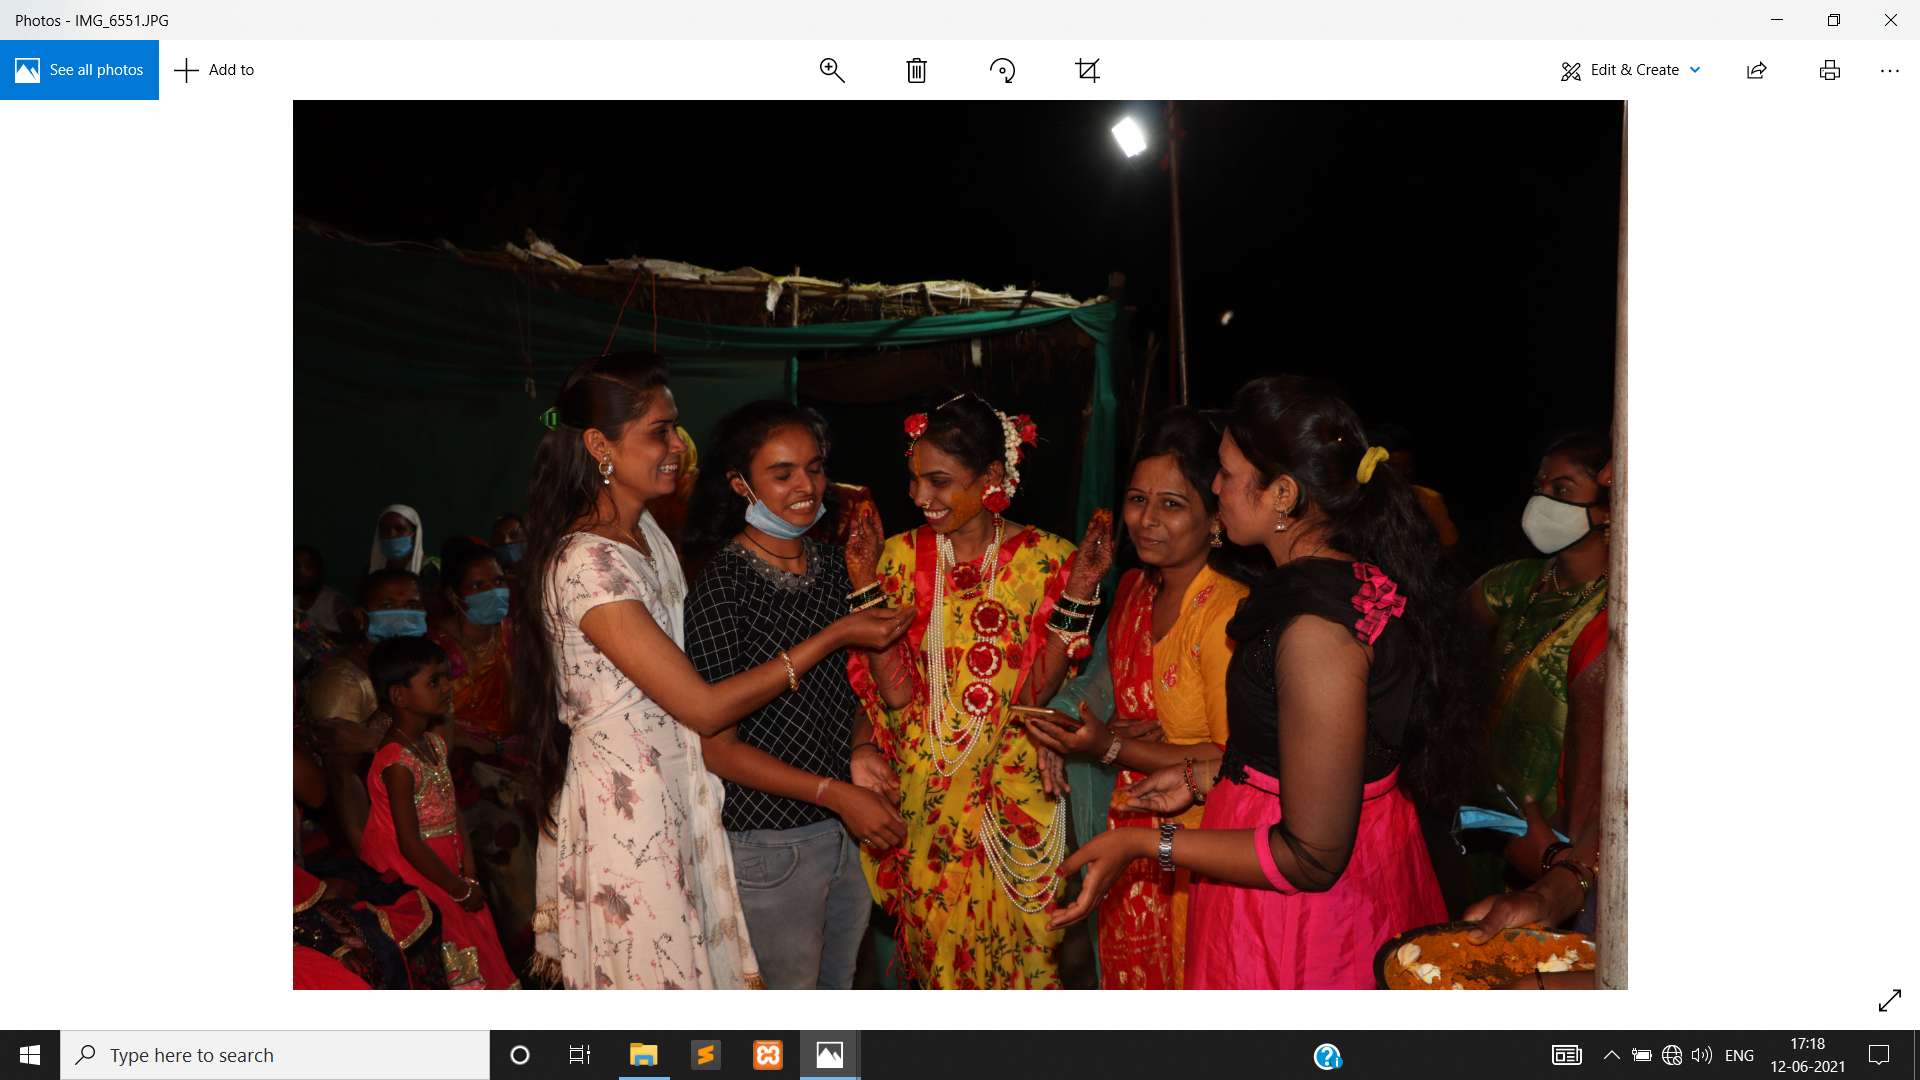 Photos - IMG_6551.JPG
See all photos
Add to
Edit & Create
Type here to search
ENG
17:18
12-06-2021